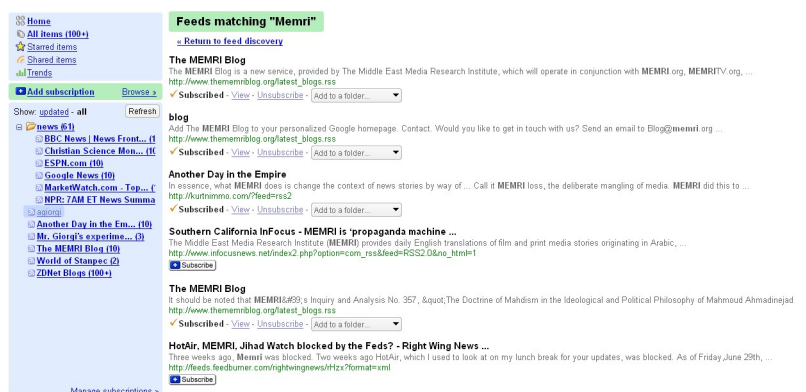 Home
All items (100+)
Starred items
Shared items
Trends
Add subscription Browse »
Show: updated - all Refresh
news (61)
BBC News | News Front... (1
Christian Science Mon... (1(
ESPN.com (10)
Google News (10)
MarketWatch.com - Top... (
NPR: 7AM ET News Summa
agiorgi
Another Day in the Em... (10)
Mr. Giorgi's experime... (3)
The MEMRI Blog (10)
World of Stanpec (2)
ZDNet Blogs (100+)
Manage subscriptions »
Feeds matching "Memri"
« Return to feed discovery
The MEMRI Blog
The MEMRI Blog is a new service, provided by The Middle East Media Research Institute, which will operate in conjunction with MEMRI.org, MEMRITV.org, ...
http://www.thememriblog.org/latest_blogs.rss
Subscribed - View - Unsubscribe - Add to a folder...
blog
Add The MEMRI Blog to your personalized Google homepage. Contact. Would you like to get in touch with us? Send an email to Blog@memri.org ...
http://www.thememriblog.org/latest_blogs.rss
Subscribed - View - Unsubscribe - Add to a folder...
Another Day in the Empire
In essence, what MEMRI does is change the context of news stories by way of ... Call it MEMRI loss, the deliberate mangling of media. MEMRI did this to ...
http://kurtnimmo.com/?feed=rss2
Subscribed - View - Unsubscribe - Add to a folder...
Southern California InFocus - MEMRI is 'propaganda machine ...
The Middle East Media Research Institute (MEMRI) provides daily English translations of film and print media stories originating in Arabic, ...
http://www.infocusnews.net/index2.php?option=com_rss&feed=RSS2.0&no_html=1
Subscribe
The MEMRI Blog
It should be noted that MEMRI&#39;s Inquiry and Analysis No. 357, &quot;The Doctrine of Mahdism in the Ideological and Political Philosophy of Mahmoud Ahmadinejad
http://www.thememriblog.org/latest_blogs.rss
Subscribed - View - Unsubscribe - Add to a folder...
HotAir, MEMRI, Jihad Watch blocked by the Feds? - Right Wing News ...
Three weeks ago, Memri was blocked. Two weeks ago HotAir, which I used to look at on my lunch break for your updates, was blocked. As of Friday,June 29th, ...
http://feeds.feedburner.com/rightwingnews/rHzx?format=xml
Subscribe